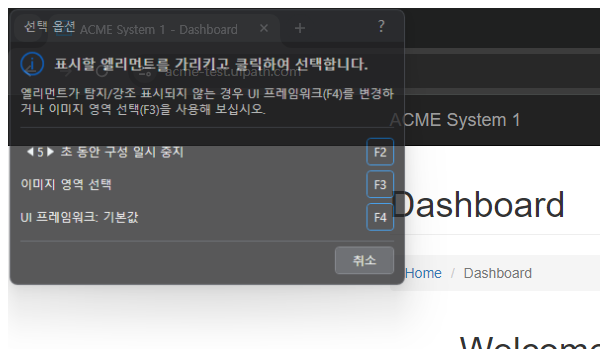 선택 옵션
ACME System 1 - Dashboard
?
표시할 엘리먼트를 가리키고 클릭하여 선택합니다.
acme-test.uipath.com
엘리먼트가 탐지/강조 표시되지 않는 경우 UI 프레임워크(F4)를 변경하
거나 이미지 영역 선택(F3)를 사용해 보십시오.
ACME System 1
5 초 동안 구성 일시 중지 F2
이미지 영역 선택 F3
UI 프레임워크: 기본값 F4
취소
Dashboard
Home / Dashboard
Welcome